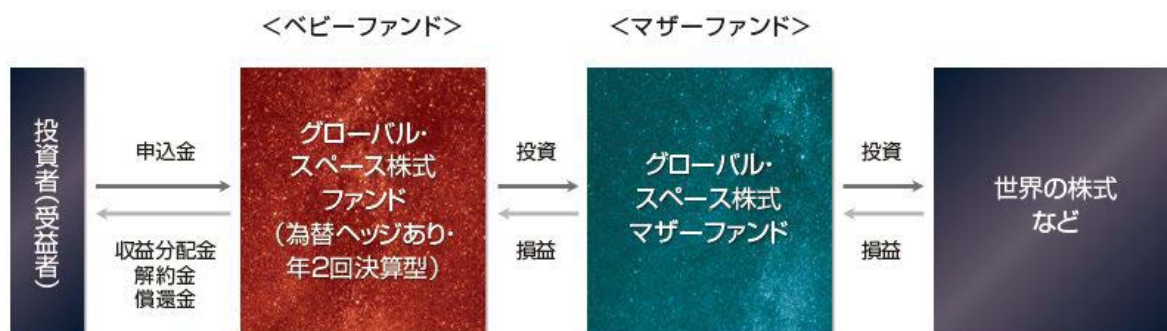 <ベビーファンド>
<マザーファンド>
投資者(受益者)
申込金
収益分配金
解約金
償還金
グローバル・
スペース株式
ファンド
(為替ヘッジあり・
年2回決算型)
投資
損益
グローバル・
スペース株式
マザーファンド
投資
損益
世界の株式
など